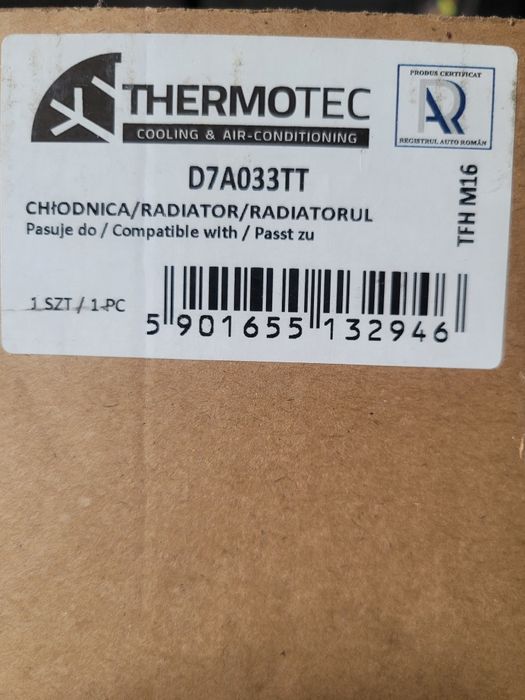 THERMOTEC
COOLING & AIR-CONDITIONING
PRODUS CERTIFICAT
RAR
REGISTRUL AUTO ROMÂN
D7A033TT
CHŁODNICA/RADIATOR/RADIATORUL
Pasuje do / Compatible with / Passt zu
TFH M16
1 SZT / 1 PC
5 901655 132946